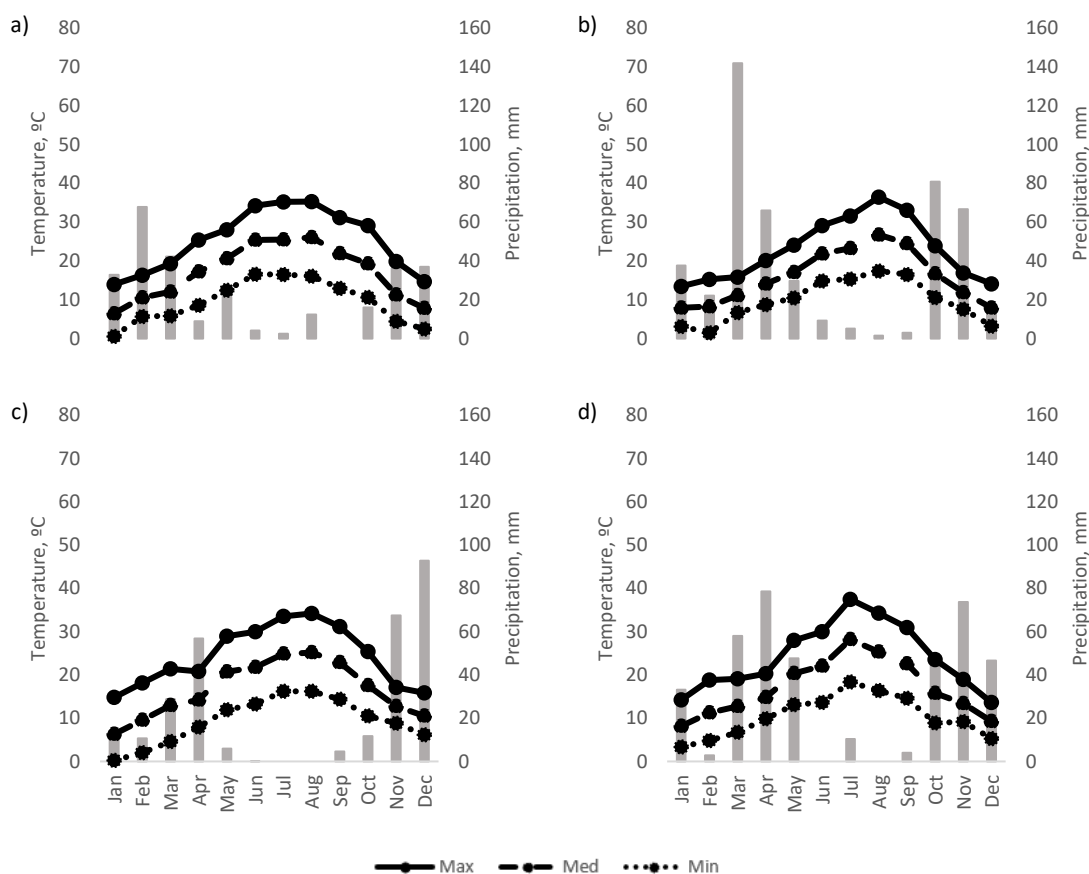 a)
Temperature, ºC
80
70
60
50
40
30
20
10
0
160
140
120
100
80
60
40
20
0
Precipitation, mm
b)
Temperature, ºC
80
70
60
50
40
30
20
10
0
160
140
120
100
80
60
40
20
0
Precipitation, mm
c)
Temperature, ºC
80
70
60
50
40
30
20
10
0
160
140
120
100
80
60
40
20
0
Precipitation, mm
Jan
Feb
Mar
Apr
May
Jun
Jul
Aug
Sep
Oct
Nov
Dec
d)
Temperature, ºC
80
70
60
50
40
30
20
10
0
160
140
120
100
80
60
40
20
0
Precipitation, mm
Jan
Feb
Mar
Apr
May
Jun
Jul
Aug
Sep
Oct
Nov
Dec
Max Med Min